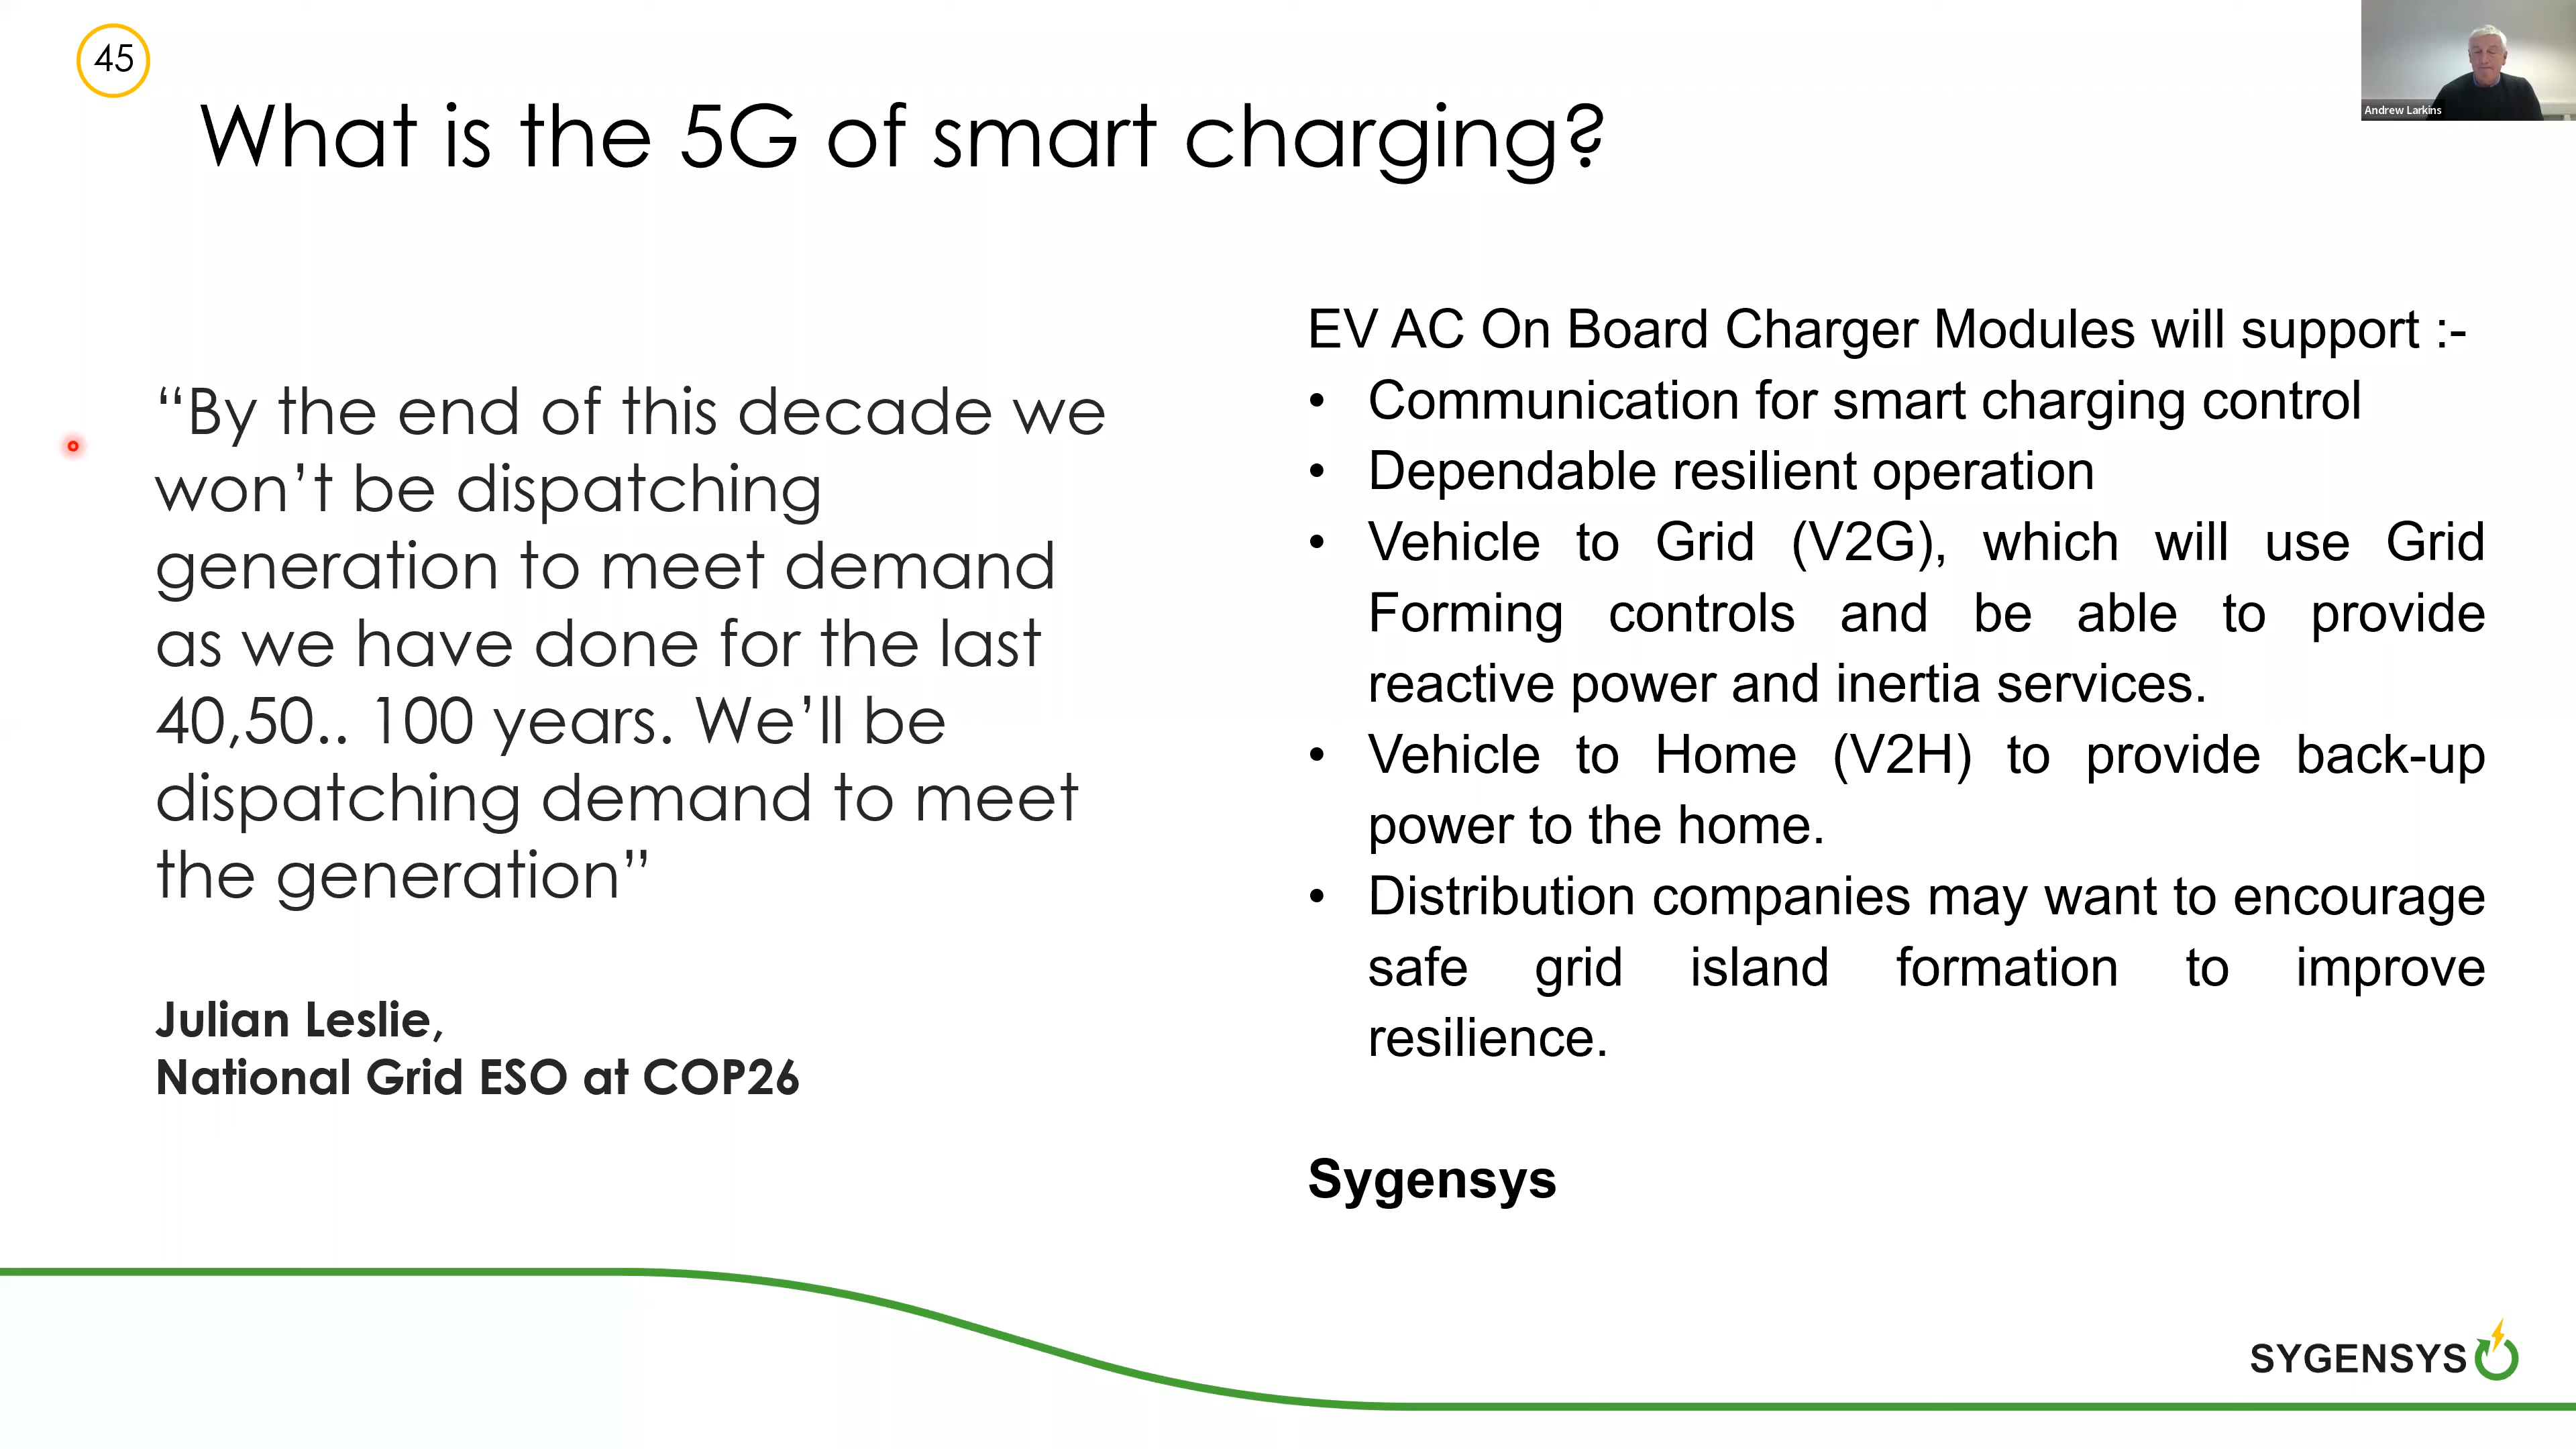 45
What is the 5G of smart charging?
Andrew Larkins
“By the end of this decade we
won’t be dispatching
generation to meet demand
as we have done for the last
40,50.. 100 years. We’ll be
dispatching demand to meet
the generation”
Julian Leslie,
National Grid ESO at COP26
EV AC On Board Charger Modules will support :-
• Communication for smart charging control
• Dependable resilient operation
• Vehicle to Grid (V2G), which will use Grid
Forming controls and be able to provide
reactive power and inertia services.
• Vehicle to Home (V2H) to provide back-up
power to the home.
• Distribution companies may want to encourage
safe grid island formation to improve
resilience.
Sygensys
SYGENSYS